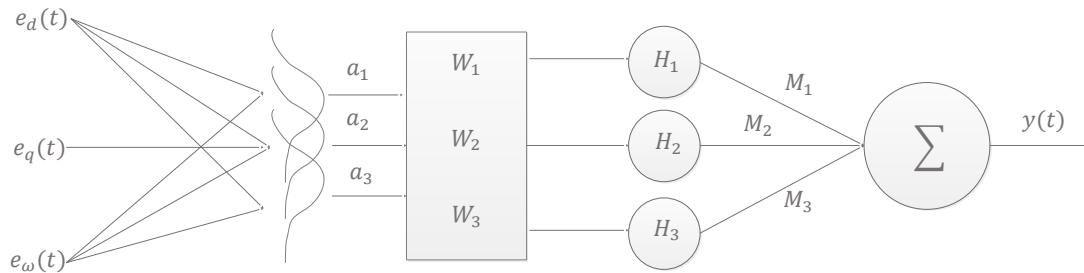 e_d(t)
e_q(t)
e_ω(t)
a_1
a_2
a_3
W_1
W_2
W_3
H_1
H_2
H_3
M_1
M_2
M_3
∑
y(t)